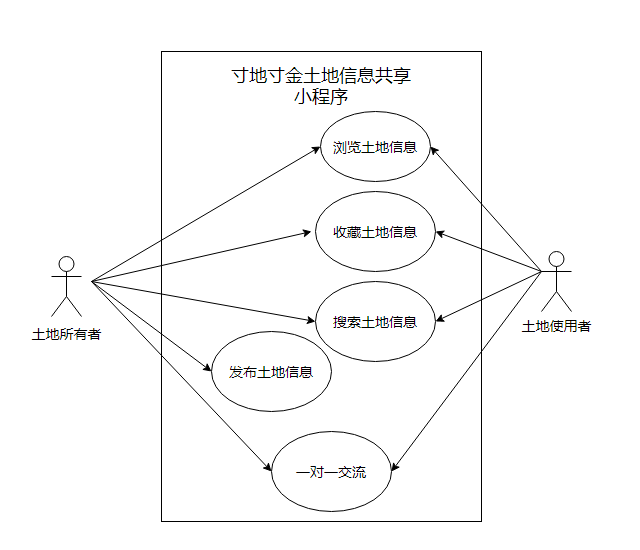 寸地寸金土地信息共享
小程序
浏览土地信息
收藏土地信息
搜索土地信息
土地所有者
土地使用者
发布土地信息
一对一交流